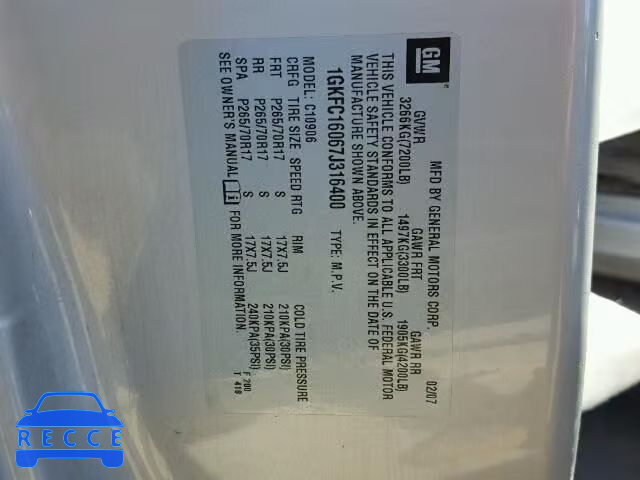 GM
MFD BY GENERAL MOTORS CORP. 02/07
GVWR GAWR FRT GAWR RR
3266KG(7200LB) 1497KG(3300LB) 1905KG(4200LB)
THIS VEHICLE CONFORMS TO ALL APPLICABLE U.S. FEDERAL MOTOR
VEHICLE SAFETY STANDARDS IN EFFECT ON THE DATE OF
MANUFACTURE SHOWN ABOVE.
1GKFC16067J316400 TYPE: M.P.V.
MODEL: C10906
CRFG TIRE SIZE SPEED RTG RIM COLD TIRE PRESSURE
FRT P265/70R17 S 17X7.5J 210KPA(30PSI)
RR P265/70R17 S 17X7.5J 210KPA(30PSI)
SPA P265/70R17 S 17X7.5J 240KPA(35PSI)
SEE OWNER'S MANUAL FOR MORE INFORMATION.
F 200
T 418
RECCE.INFO